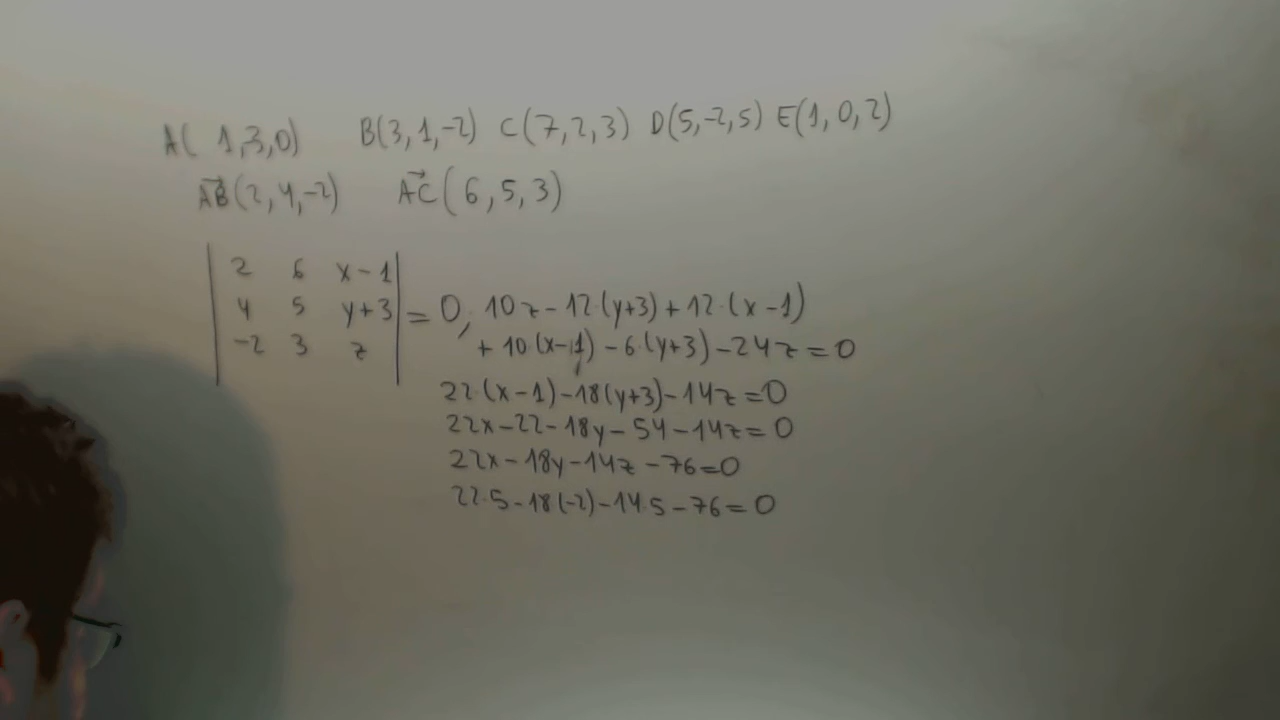 A( 1,-3,0) B(3,1,-2) C(7,2,3) D(5,-2,5) E(1,0,2)
AB→(2,4,-2) AC→(6,5,3)
| 2 6 x-1 |
| 4 5 y+3 | = 0, 10z - 12·(y+3) + 12·(x-1)
| -2 3 z | + 10(x-1) - 6·(y+3) - 24z = 0
22·(x-1) - 18(y+3) - 14z = 0
22x - 22 - 18y - 54 - 14z = 0
22x - 18y - 14z - 76 = 0
22·5 - 18(-2) - 14·5 - 76 = 0